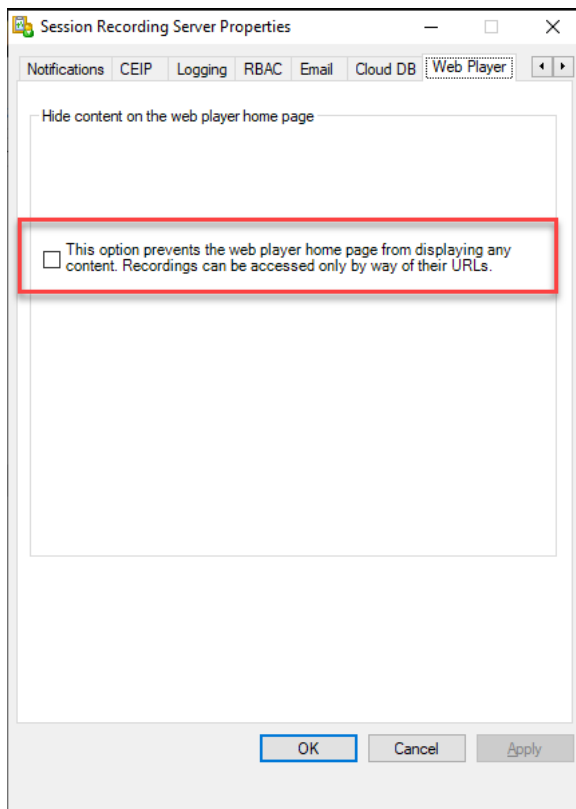 Session Recording Server Properties
Notifications CEIP Logging RBAC Email Cloud DB Web Player
Hide content on the web player home page
This option prevents the web player home page from displaying any
content. Recordings can be accessed only by way of their URLs.
OK Cancel Apply